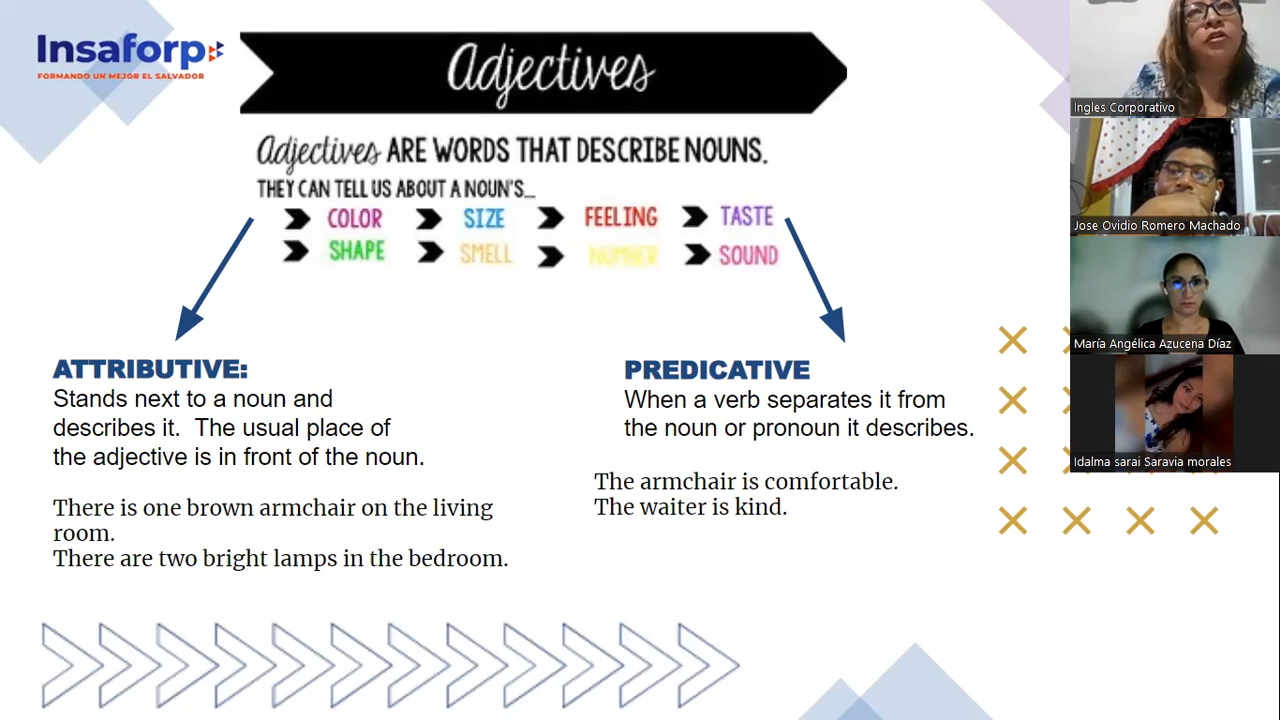 Insaforp
FORMANDO UN MEJOR EL SALVADOR
Adjectives
Adjectives ARE WORDS THAT DESCRIBE NOUNS.
THEY CAN TELL US ABOUT A NOUN'S...
COLOR SIZE FEELING TASTE
SHAPE SMELL NUMBER SOUND
ATTRIBUTIVE:
Stands next to a noun and
describes it. The usual place of
the adjective is in front of the noun.
There is one brown armchair on the living
room.
There are two bright lamps in the bedroom.
PREDICATIVE
When a verb separates it from
the noun or pronoun it describes.
The armchair is comfortable.
The waiter is kind.
Ingles Corporativo
Jose Ovidio Romero Machado
María Angélica Azucena Díaz
Idalma sarai Saravia morales